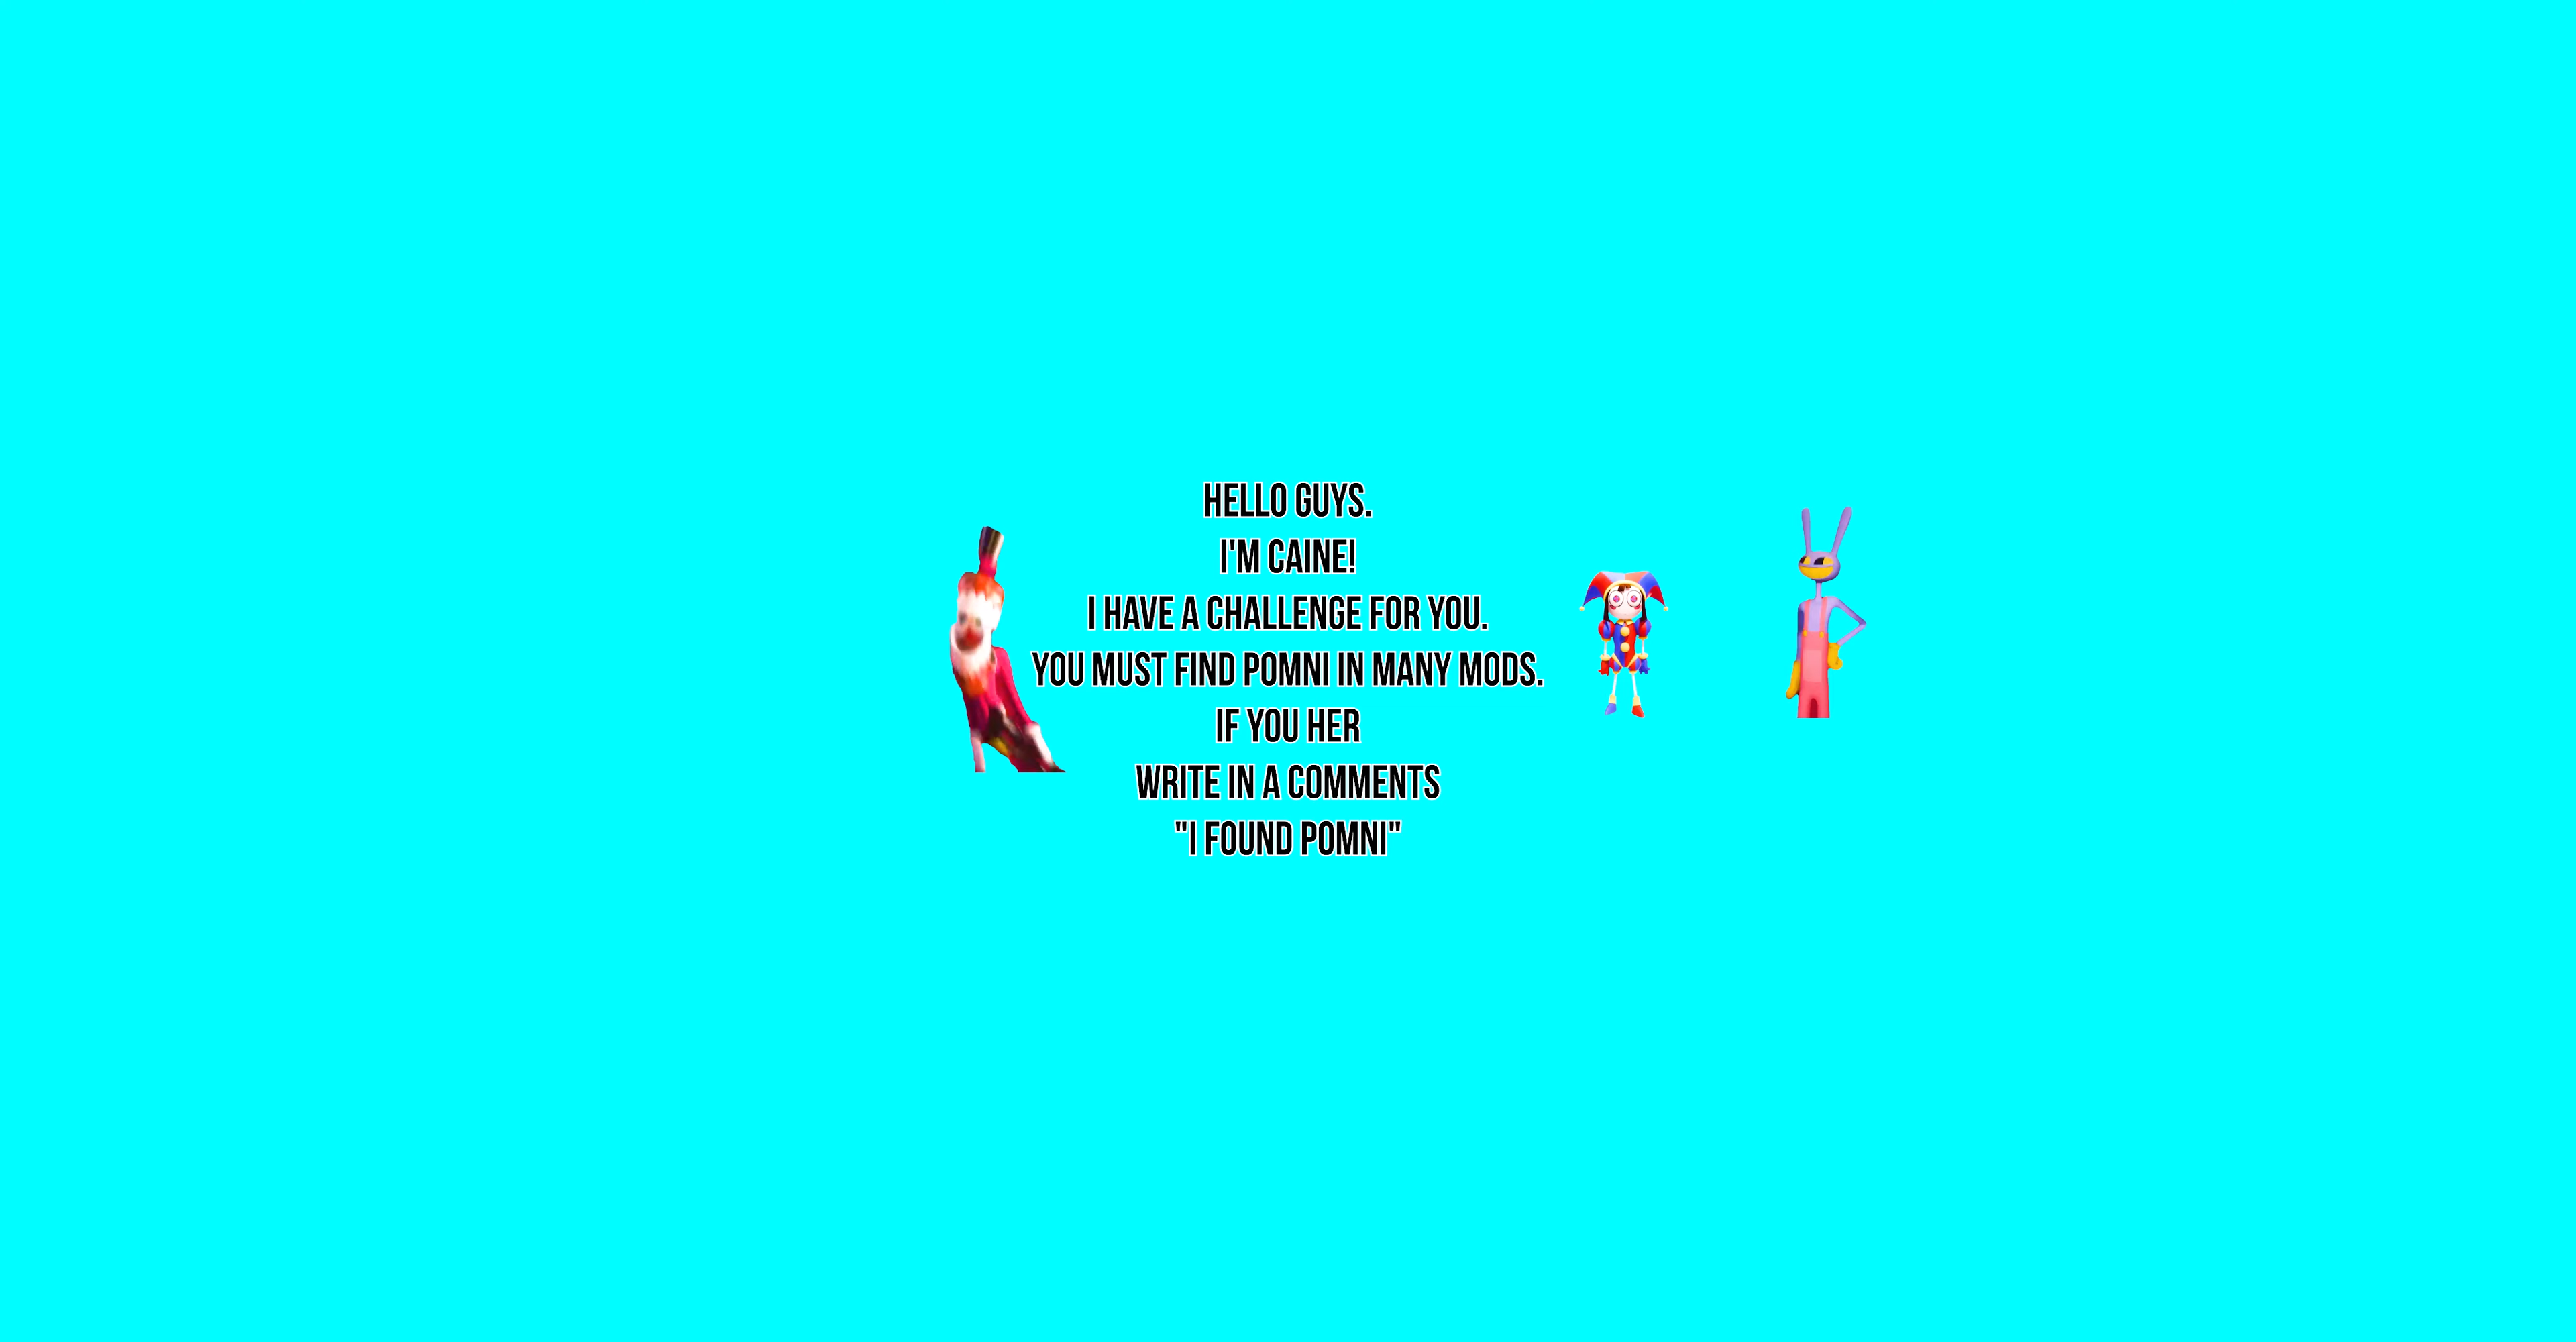 HELLO GUYS.
I'M CAINE!
I HAVE A CHALLENGE FOR YOU.
YOU MUST FIND POMNI IN MANY MODS.
IF YOU HER
WRITE IN A COMMENTS
"I FOUND POMNI"